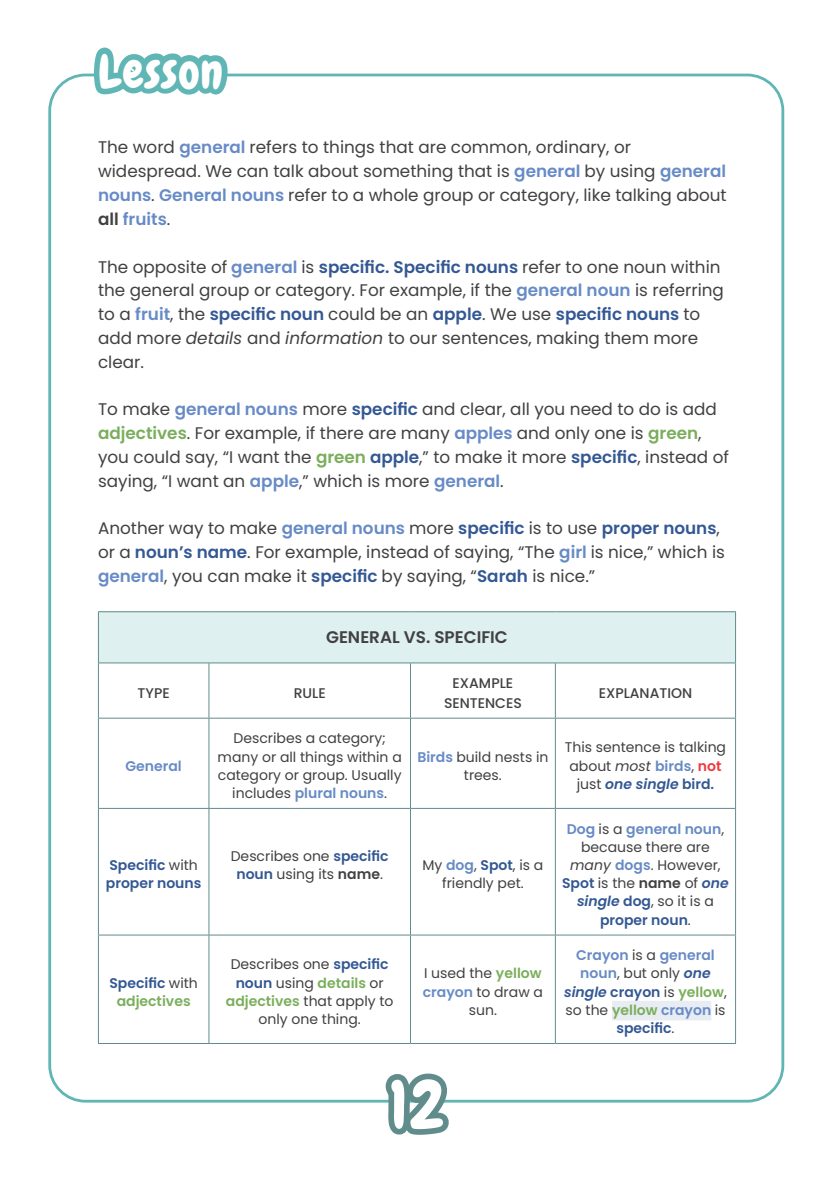 Lesson
The word general refers to things that are common, ordinary, or
widespread. We can talk about something that is general by using general
nouns. General nouns refer to a whole group or category, like talking about
all fruits.
The opposite of general is specific. Specific nouns refer to one noun within
the general group or category. For example, if the general noun is referring
to a fruit, the specific noun could be an apple. We use specific nouns to
add more details and information to our sentences, making them more
clear.
To make general nouns more specific and clear, all you need to do is add
adjectives. For example, if there are many apples and only one is green,
you could say, “I want the green apple,” to make it more specific, instead of
saying, “I want an apple,” which is more general.
Another way to make general nouns more specific is to use proper nouns,
or a noun’s name. For example, instead of saying, “The girl is nice,” which is
general, you can make it specific by saying, “Sarah is nice.”
GENERAL VS. SPECIFIC
TYPE
RULE
EXAMPLE
SENTENCES
EXPLANATION
General
Describes a category;
many or all things within a
category or group. Usually
includes plural nouns.
Birds build nests in
trees.
This sentence is talking
about most birds, not
just one single bird.
Specific with
proper nouns
Describes one specific
noun using its name.
My dog, Spot, is a
friendly pet.
Dog is a general noun,
because there are
many dogs. However,
Spot is the name of one
single dog, so it is a
proper noun.
Specific with
adjectives
Describes one specific
noun using details or
adjectives that apply to
only one thing.
I used the yellow
crayon to draw a
sun.
Crayon is a general
noun, but only one
single crayon is yellow,
so the yellow crayon is
specific.
12